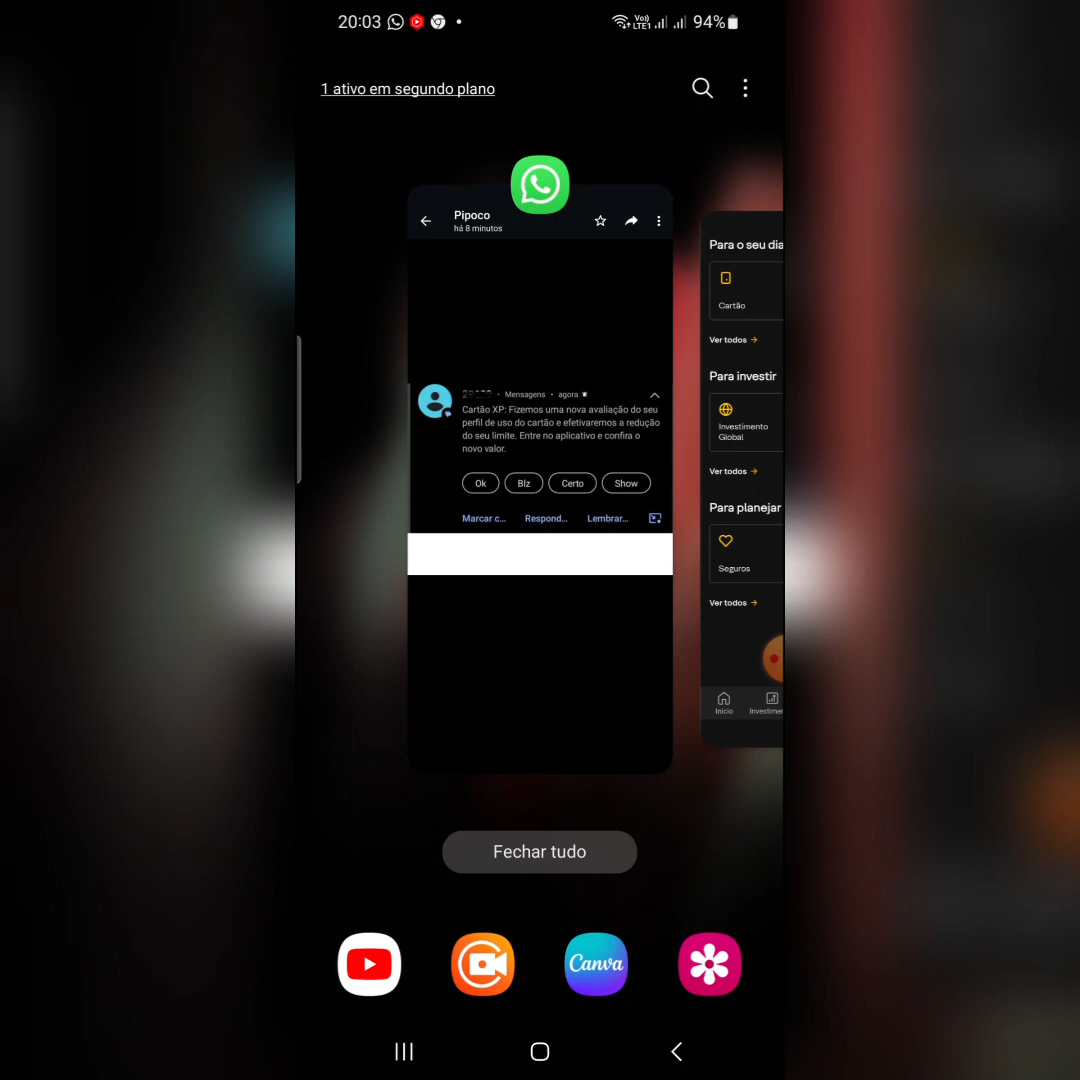 20:03
Vo)) LTE1 94%
1 ativo em segundo plano
Pipoco
há 8 minutos
• Mensagens • agora
Cartão XP: Fizemos uma nova avaliação do seu
perfil de uso do cartão e efetivaremos a redução
do seu limite. Entre no aplicativo e confira o
novo valor.
Ok Blz Certo Show
Marcar c... Respond... Lembrar...
Para o seu dia
Cartão
Ver todos →
Para investir
Investimento
Global
Ver todos →
Para planejar
Seguros
Ver todos →
Início Investimen
Fechar tudo
Canva